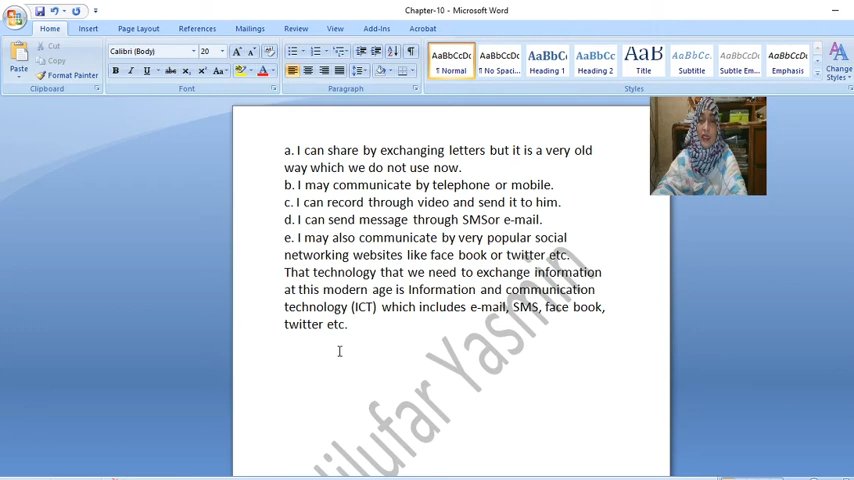 Chapter-10 - Microsoft Word
Home Insert Page Layout References Mailings Review View Add-Ins Acrobat
Paste
Cut
Copy
Format Painter
Clipboard
Calibri (Body) 20
Font
Paragraph
AaBbCcDc AaBbCcDc AaBbCc AaBbCc AaB AaBbCc. AaBbCcDc AaBbCcDc
¶ Normal ¶ No Spaci... Heading 1 Heading 2 Title Subtitle Subtle Em... Emphasis
Change
Styles
Styles
a. I can share by exchanging letters but it is a very old
way which we do not use now.
b. I may communicate by telephone or mobile.
c. I can record through video and send it to him.
d. I can send message through SMSor e-mail.
e. I may also communicate by very popular social
networking websites like face book or twitter etc.
That technology that we need to exchange information
at this modern age is Information and communication
technology (ICT) which includes e-mail, SMS, face book,
twitter etc.
Nilufar Yasmin